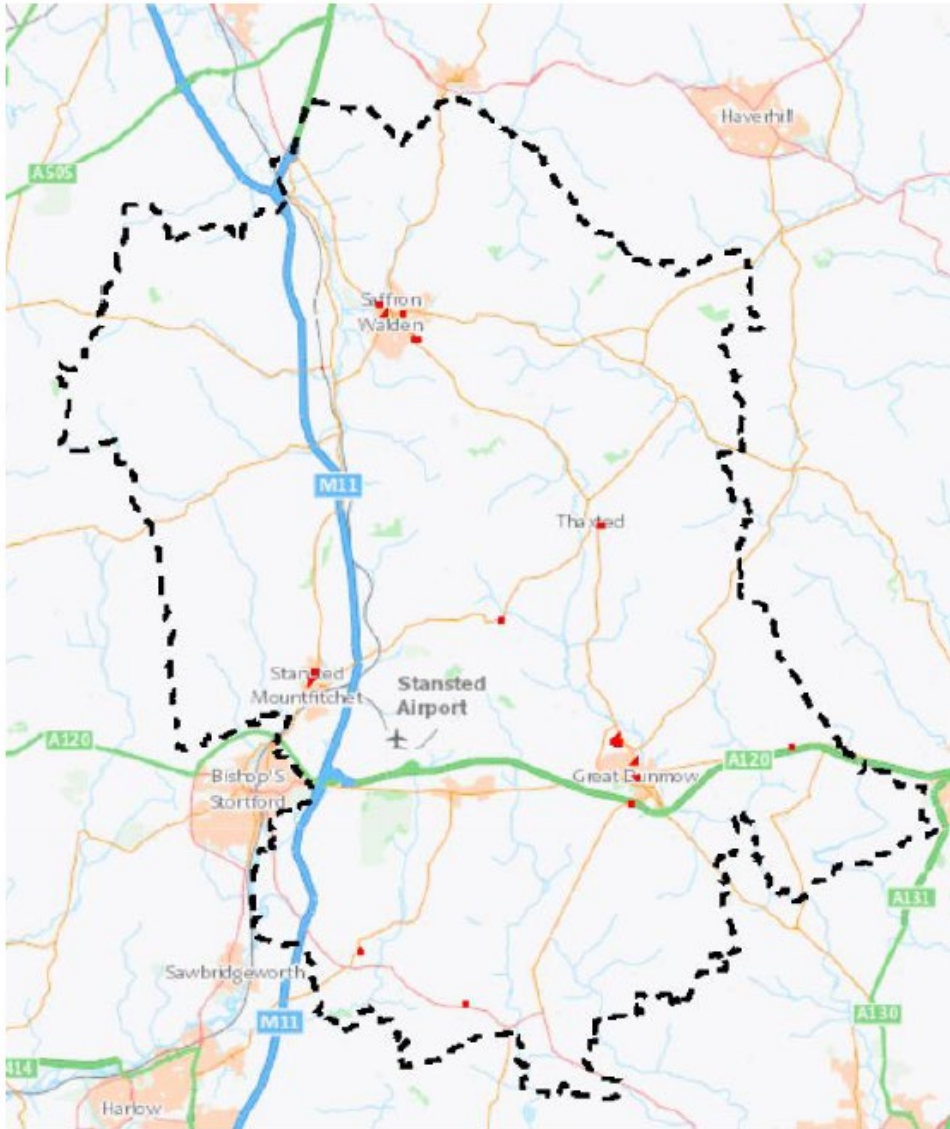 Haverhill
A505
Saffron
Walden
M11
Thaxted
Stansted
Mountfitchet
Stansted
Airport
A120
Bishop'S
Stortford
Great Dunmow
A120
A131
Sawbridgeworth
M11
A130
414
Harlow